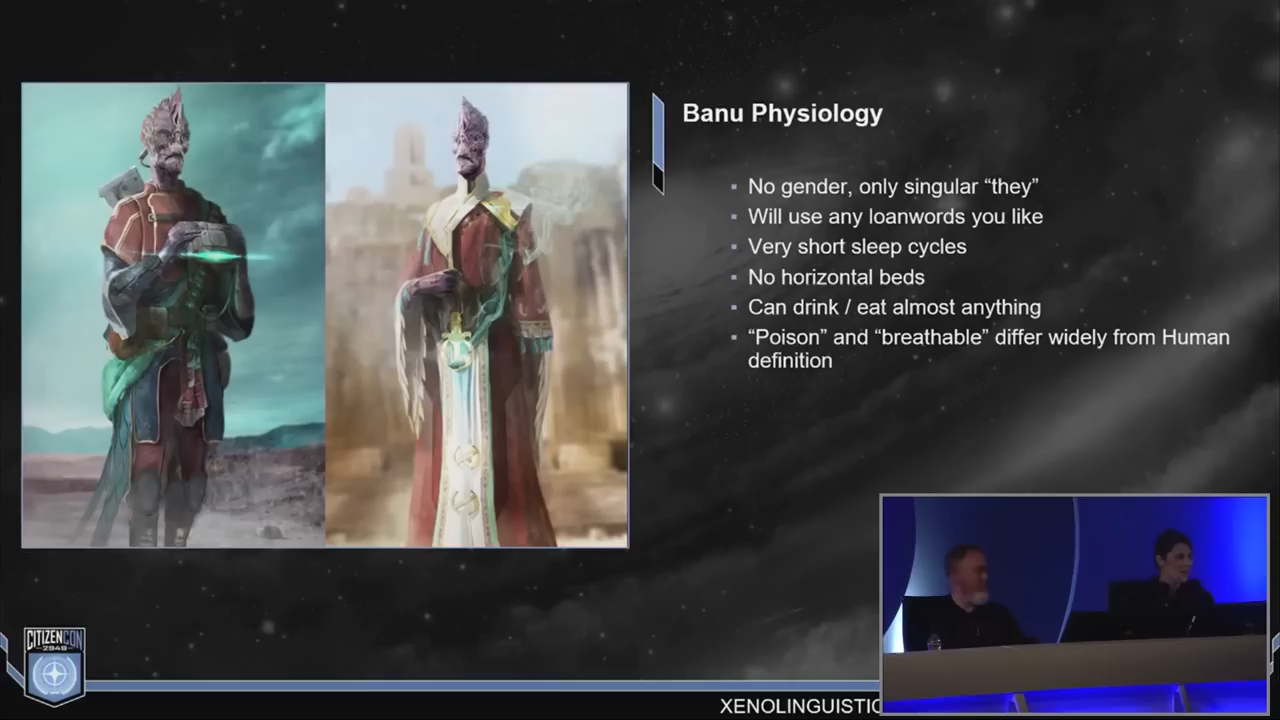 Banu Physiology
▪ No gender, only singular “they”
▪ Will use any loanwords you like
▪ Very short sleep cycles
▪ No horizontal beds
▪ Can drink / eat almost anything
▪ “Poison” and “breathable” differ widely from Human
definition
CITIZENCON
2949
XENOLINGUISTIC